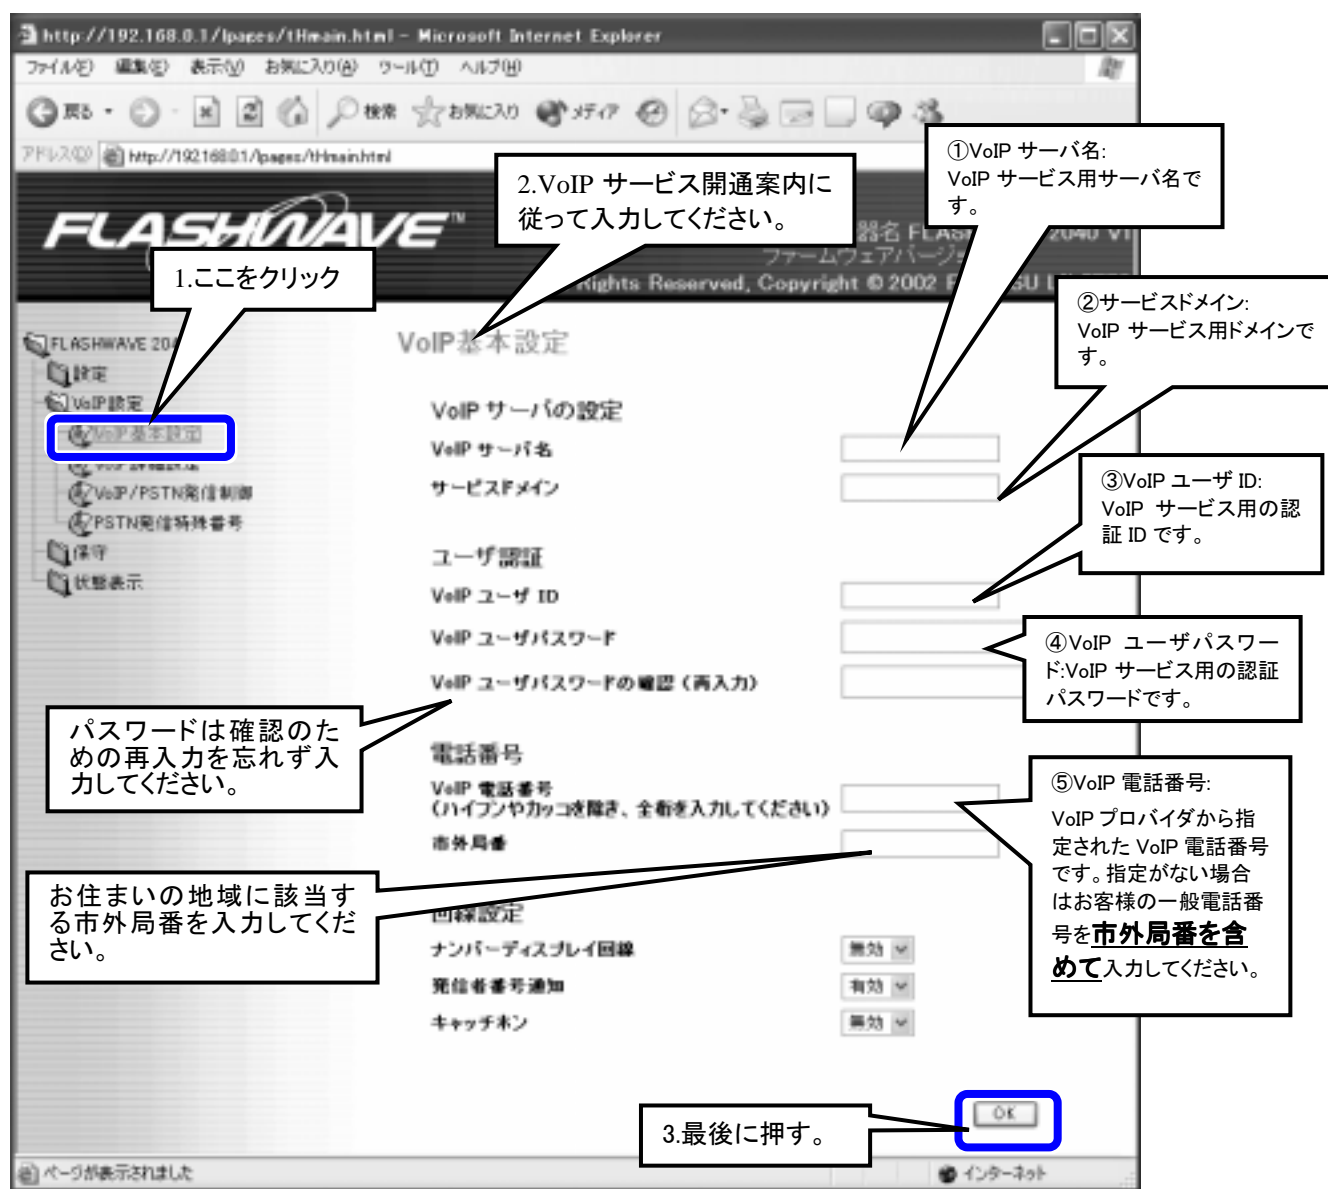 http://192.168.0.1/lpages/tHmain.html - Microsoft Internet Explorer
ファイル(F) 編集(E) 表示(V) お気に入り(A) ツール(T) ヘルプ(H)
戻る 検索 お気に入り メディア
アドレス(D) http://192.168.0.1/lpages/tHmain.html
FLASHWAVE™
器名 FLAS 2040 V1
ファームウェアバージ
Rights Reserved, Copyright © 2002 F SU L
1.ここをクリック
2.VoIP サービス開通案内に
従って入力してください。
①VoIP サーバ名:
VoIP サービス用サーバ名で
す。
②サービスドメイン:
VoIP サービス用ドメインで
す。
③VoIP ユーザ ID:
VoIP サービス用の認
証 ID です。
④VoIP ユーザパスワー
ド:VoIP サービス用の認証
パスワードです。
⑤VoIP 電話番号:
VoIP プロバイダから指
定された VoIP 電話番号
です。指定がない場合
はお客様の一般電話番
号を市外局番を含
めて入力してください。
FLASHWAVE 204
設定
VoIP設定
VoIP基本設定
VoIP詳細設定
VoIP/PSTN発信制御
PSTN発信特殊番号
保守
状態表示
VoIP基本設定
VoIP サーバの設定
VoIP サーバ名
サービスドメイン
ユーザ認証
VoIP ユーザ ID
VoIP ユーザパスワード
VoIP ユーザパスワードの確認（再入力）
パスワードは確認のた
めの再入力を忘れず入
力してください。
電話番号
VoIP 電話番号
(ハイフンやカッコを除き、全桁を入力してください)
市外局番
お住まいの地域に該当す
る市外局番を入力してくだ
さい。
回線設定
ナンバーディスプレイ回線 無効
発信者番号通知 有効
キャッチホン 無効
3.最後に押す。
OK
ページが表示されました インターネット